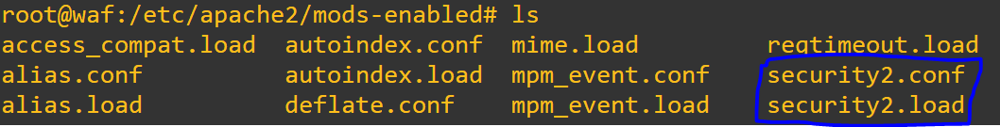 root@waf:/etc/apache2/mods-enabled# ls
access_compat.load autoindex.conf mime.load reqtimeout.load
alias.conf autoindex.load mpm_event.conf security2.conf
alias.load deflate.conf mpm_event.load security2.load